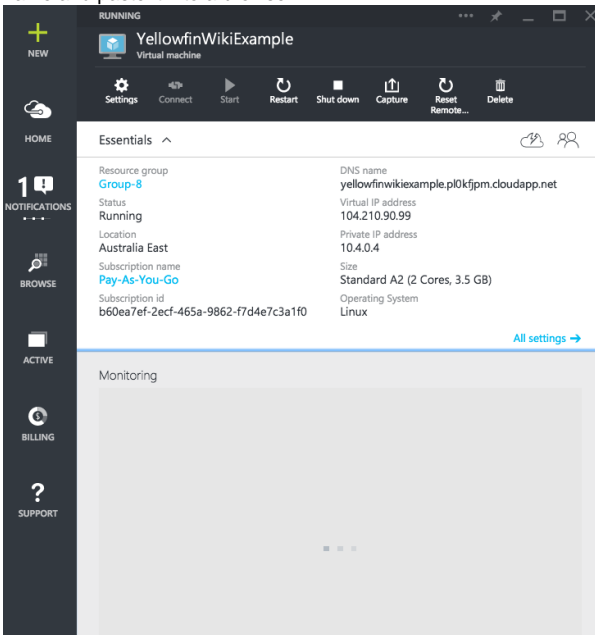 RUNNING
YellowfinWikiExample
Virtual machine
NEW
Settings Connect Start Restart Shut down Capture Reset Remote... Delete
HOME
Essentials
Resource group
Group-8
DNS name
yellowfinwikiexample.pl0kfjpm.cloudapp.net
1
NOTIFICATIONS
Status
Running
Virtual IP address
104.210.90.99
Location
Australia East
Private IP address
10.4.0.4
BROWSE
Subscription name
Pay-As-You-Go
Size
Standard A2 (2 Cores, 3.5 GB)
Subscription id
b60ea7ef-2ecf-465a-9862-f7d4e7c3a1f0
Operating System
Linux
All settings →
ACTIVE
Monitoring
BILLING
SUPPORT